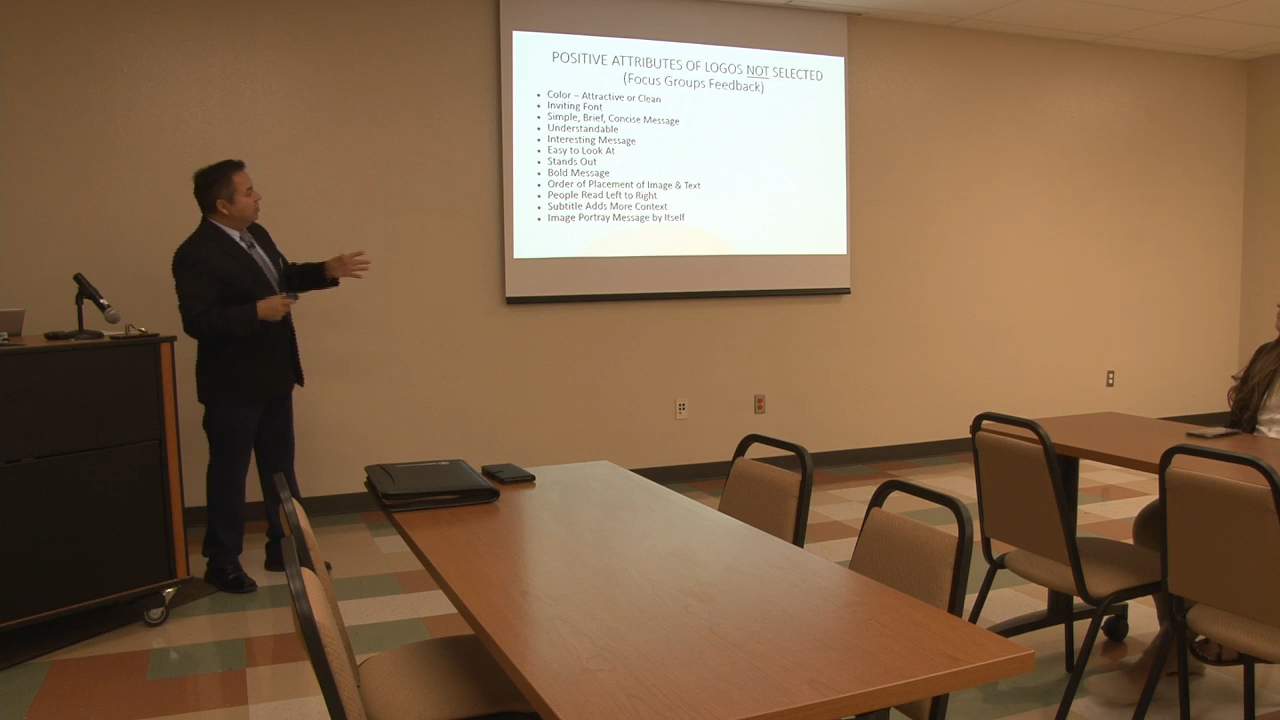 POSITIVE ATTRIBUTES OF LOGOS NOT SELECTED
(Focus Groups Feedback)
• Color – Attractive or Clean
• Inviting Font
• Simple, Brief, Concise Message
• Understandable
• Interesting Message
• Easy to Look At
• Stands Out
• Bold Message
• Order of Placement of Image & Text
• People Read Left to Right
• Subtitle Adds More Context
• Image Portray Message by Itself